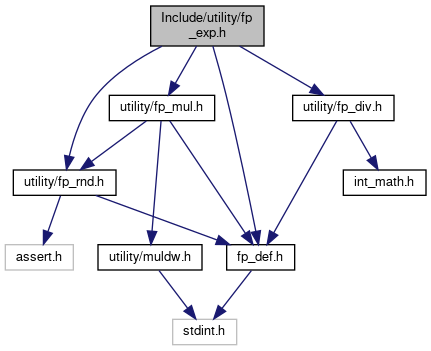 Include/utility/fp
_exp.h
utility/fp_mul.h
utility/fp_div.h
utility/fp_rnd.h
int_math.h
assert.h
utility/muldw.h
fp_def.h
stdint.h